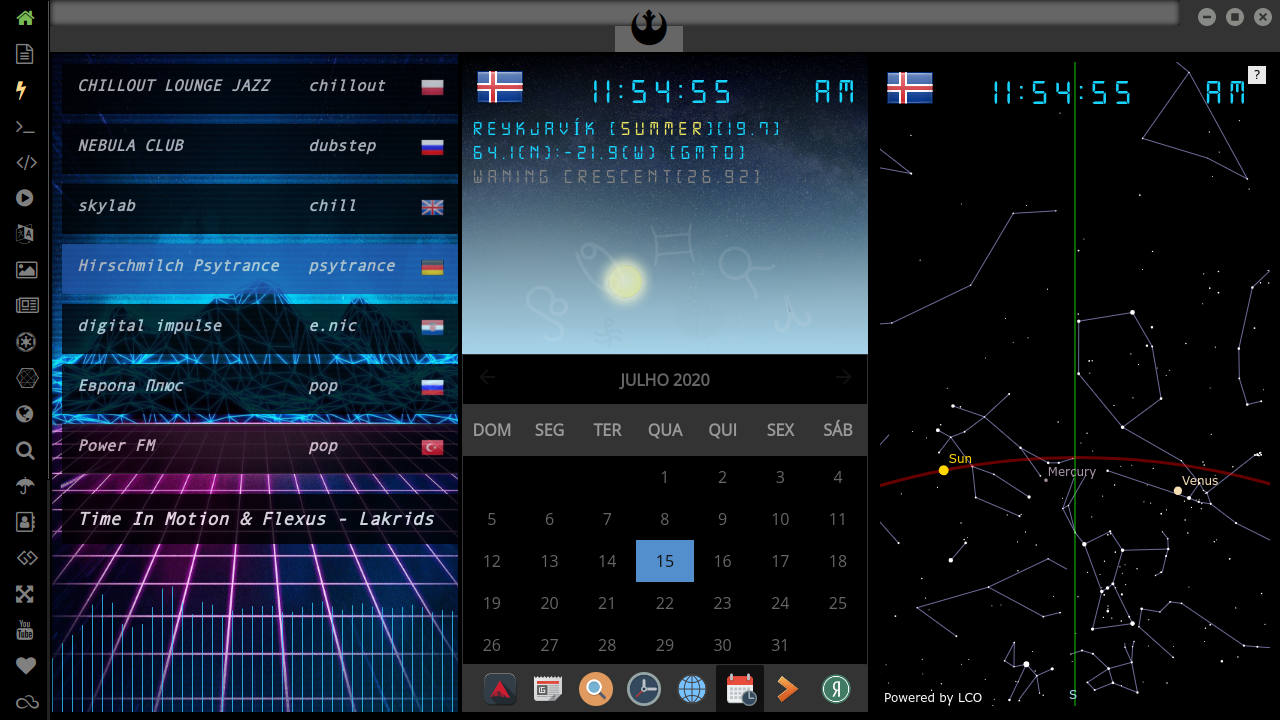 CHILLOUT LOUNGE JAZZ chillout
NEBULA CLUB dubstep
skylab chill
Hirschmilch Psytrance psytrance
digital impulse e.nic
Европа Плюс pop
Power FM pop
Time In Motion & Flexus - Lakrids
11:54:55 AM
REYKJAVÍK [SUMMER][19.7]
64.1(N):-21.9(W) [GMT0]
WANING CRESCENT[26.92]
JULHO 2020
DOM SEG TER QUA QUI SEX SÁB
1 2 3 4
5 6 7 8 9 10 11
12 13 14 15 16 17 18
19 20 21 22 23 24 25
26 27 28 29 30 31
11:54:55 AM
?
Sun
Mercury
Venus
S
Powered by LCO
You
Tube